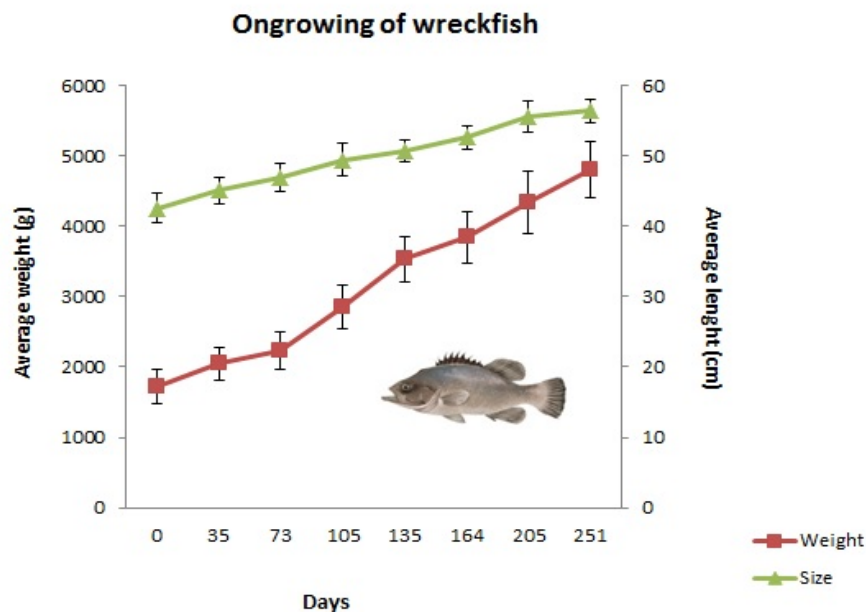 Ongrowing of wreckfish
6000
5000
4000
3000
2000
1000
0
Average weight (g)
60
50
40
30
20
10
0
Average lenght (cm)
0 35 73 105 135 164 205 251
Days
Weight
Size